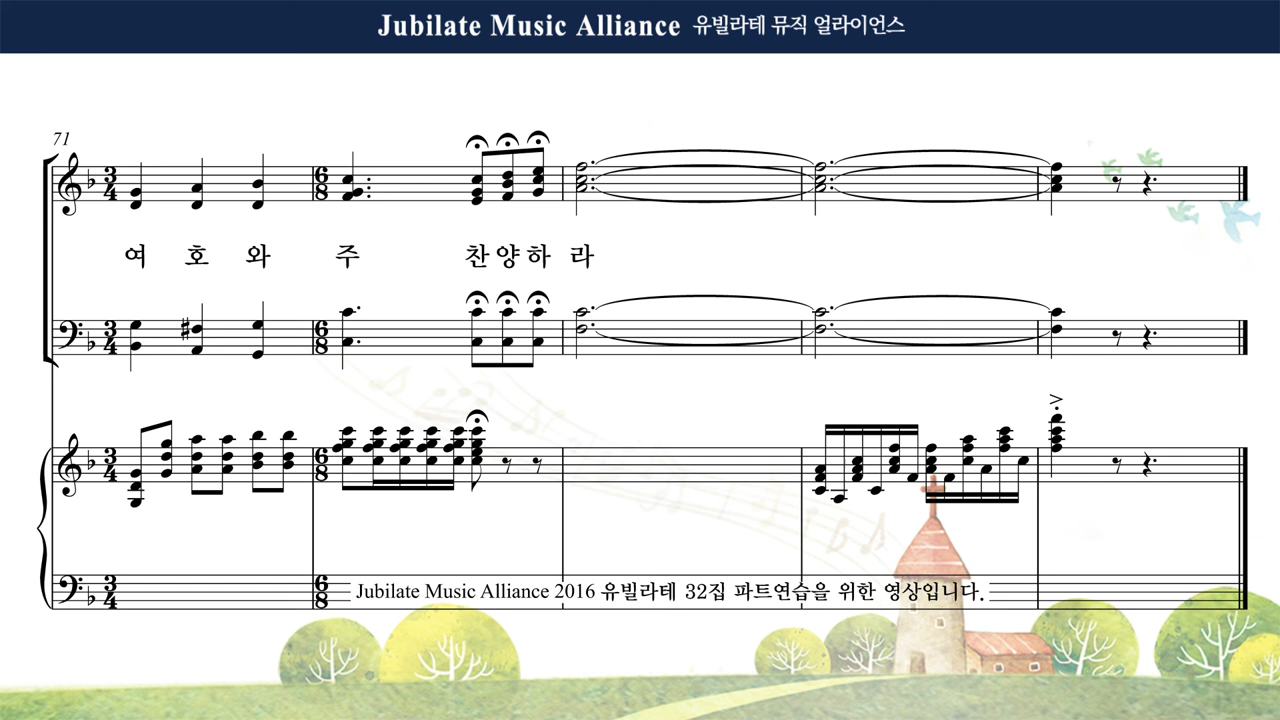 Jubilate Music Alliance 유빌라테 뮤직 얼라이언스
71
여 호 와 주 찬 양 하 라
Jubilate Music Alliance 2016 유빌라테 32집 파트연습을 위한 영상입니다.